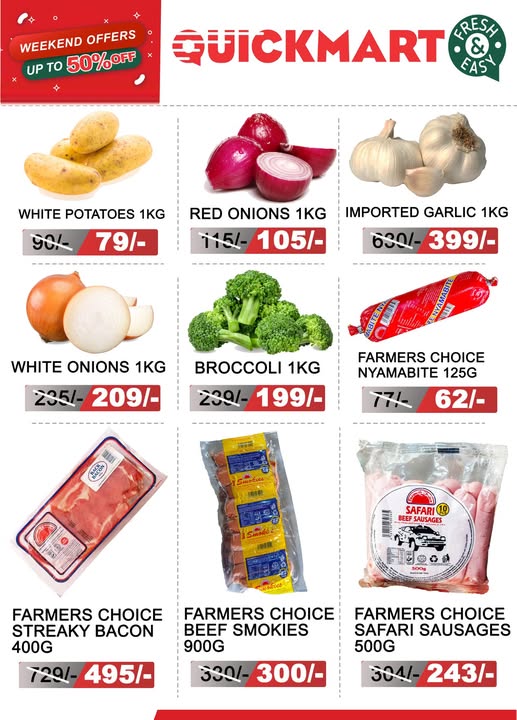 WEEKEND OFFERS
UP TO 50% OFF
QUICKMART
FRESH & EASY
WHITE POTATOES 1KG
90/- 79/-
RED ONIONS 1KG
115/- 105/-
IMPORTED GARLIC 1KG
630/- 399/-
WHITE ONIONS 1KG
235/- 209/-
BROCCOLI 1KG
239/- 199/-
NYAMABITE
FARMERS CHOICE
NYAMABITE 125G
77/- 62/-
Smokies
SAFARI
BEEF SAUSAGES
10
500g
FARMERS CHOICE
STREAKY BACON
400G
729/- 495/-
FARMERS CHOICE
BEEF SMOKIES
900G
330/- 300/-
FARMERS CHOICE
SAFARI SAUSAGES
500G
304/- 243/-